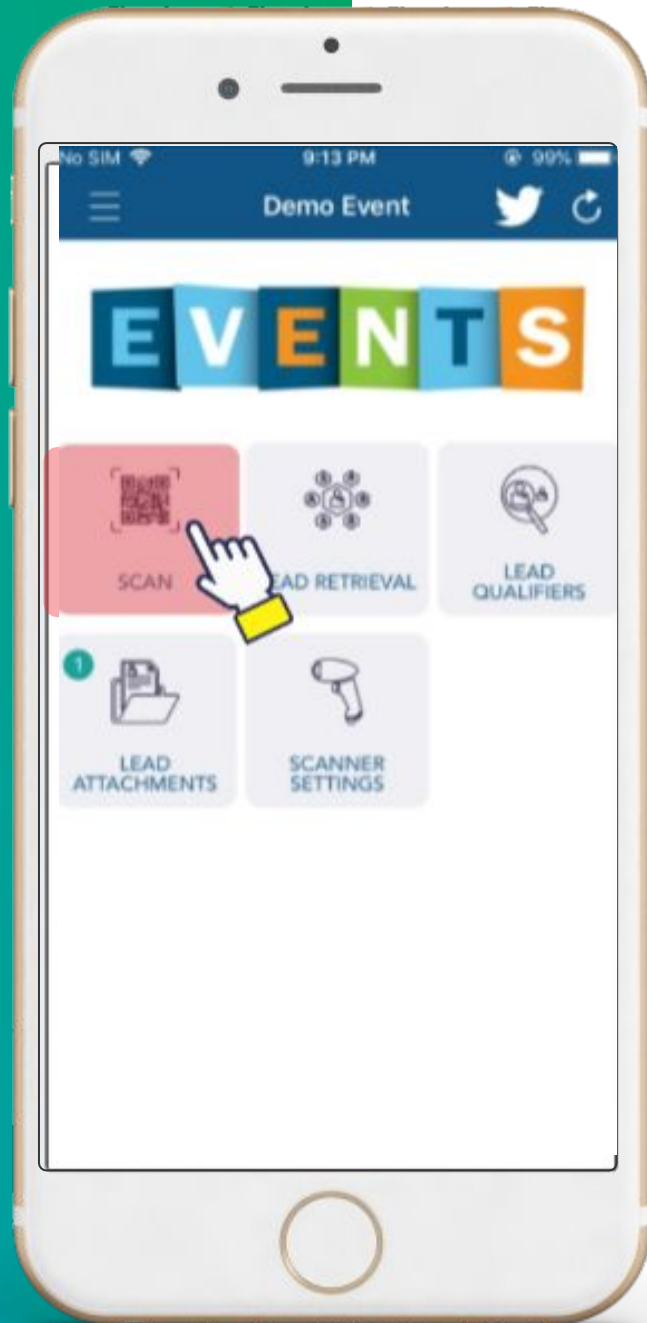 No SIM 9:13 PM 99%
Demo Event
EVENTS
SCAN
EAD RETRIEVAL
LEAD
QUALIFIERS
1
LEAD
ATTACHMENTS
SCANNER
SETTINGS